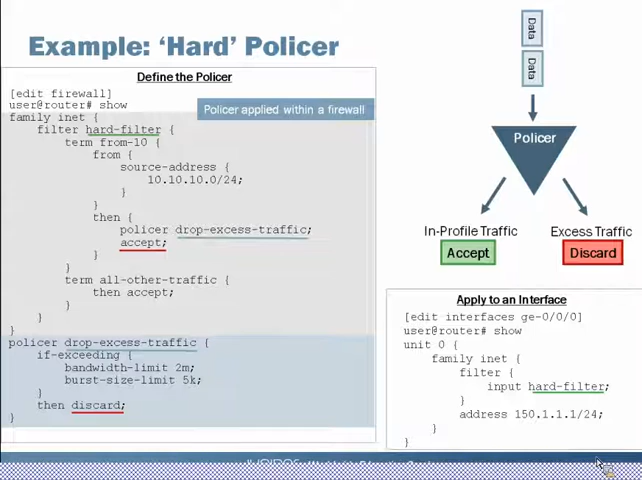 Example: ‘Hard’ Policer
Define the Policer
[edit firewall]
user@router# show
Policer applied within a firewall
family inet {
filter hard-filter {
term from-10 {
from {
source-address {
10.10.10.0/24;
}
}
then {
policer drop-excess-traffic;
accept;
}
}
term all-other-traffic {
then accept;
}
}
}
policer drop-excess-traffic {
if-exceeding {
bandwidth-limit 2m;
burst-size-limit 5k;
}
then discard;
}
Data
Data
Policer
In-Profile Traffic
Accept
Excess Traffic
Discard
Apply to an Interface
[edit interfaces ge-0/0/0]
user@router# show
unit 0 {
family inet {
filter {
input hard-filter;
}
address 150.1.1.1/24;
}
}